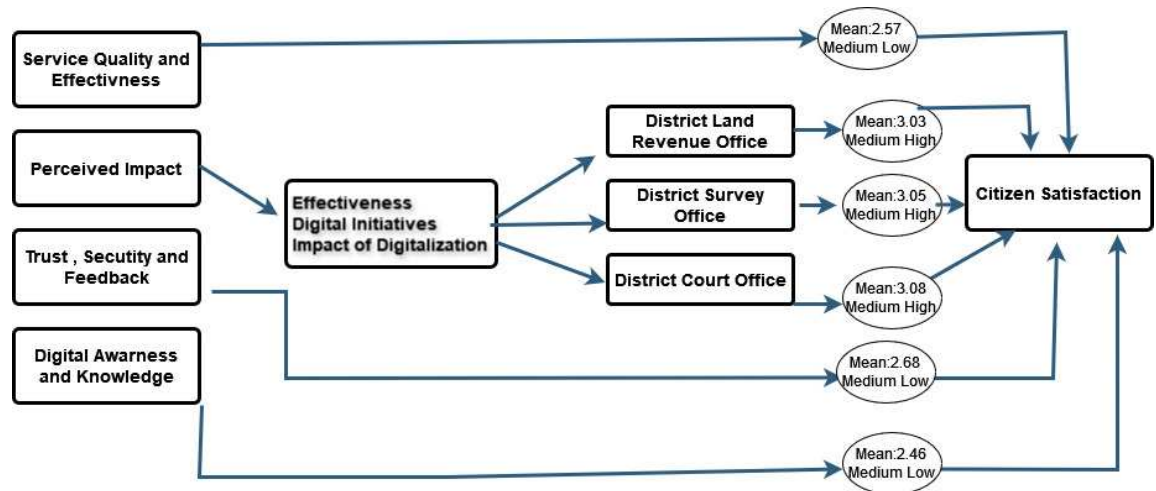 Service Quality and
Effectivness
Perceived Impact
Trust , Secutity and
Feedback
Digital Awarness
and Knowledge
Effectiveness
Digital Initiatives
Impact of Digitalization
District Land
Revenue Office
District Survey
Office
District Court Office
Mean:2.57
Medium Low
Mean:3.03
Medium High
Mean:3.05
Medium High
Mean:3.08
Medium High
Mean:2.68
Medium Low
Mean:2.46
Medium Low
Citizen Satisfaction